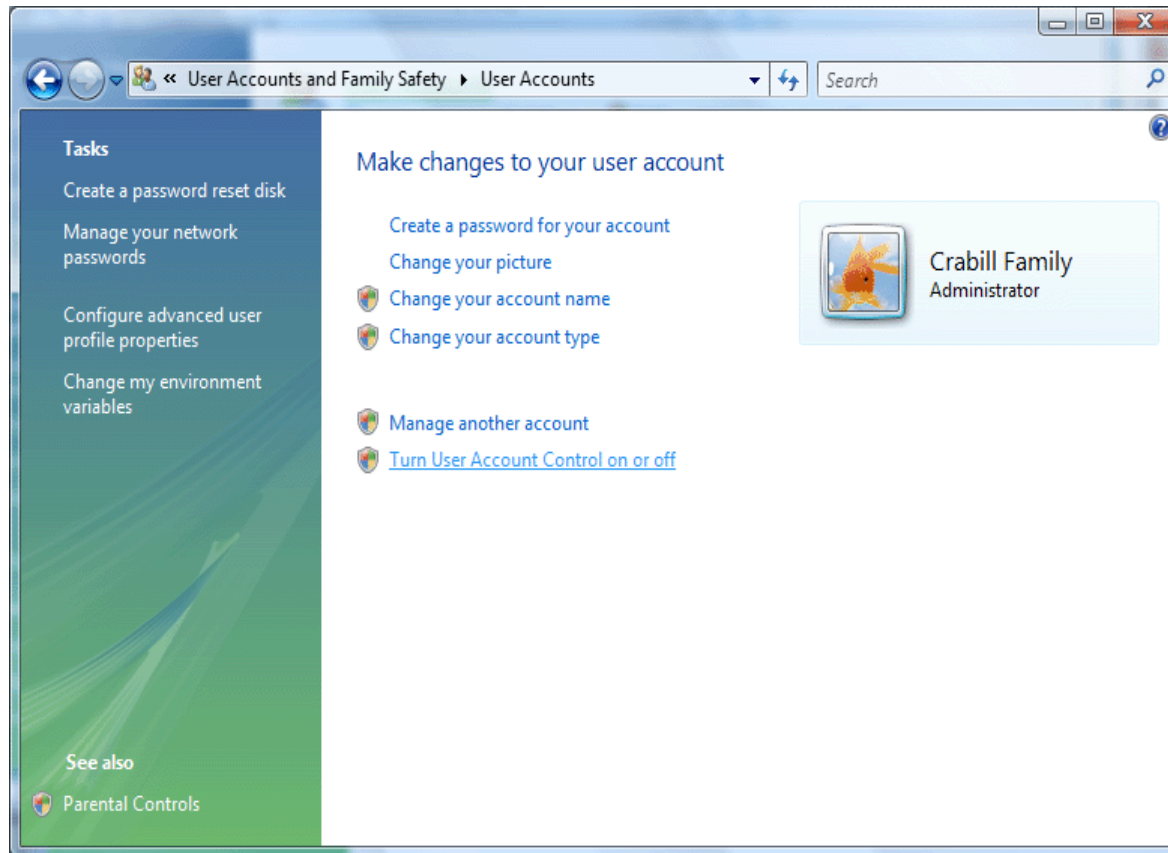 « User Accounts and Family Safety ▸ User Accounts
Search
Tasks
Create a password reset disk
Manage your network
passwords
Configure advanced user
profile properties
Change my environment
variables
See also
Parental Controls
Make changes to your user account
Create a password for your account
Change your picture
Change your account name
Change your account type
Manage another account
Turn User Account Control on or off
Crabill Family
Administrator